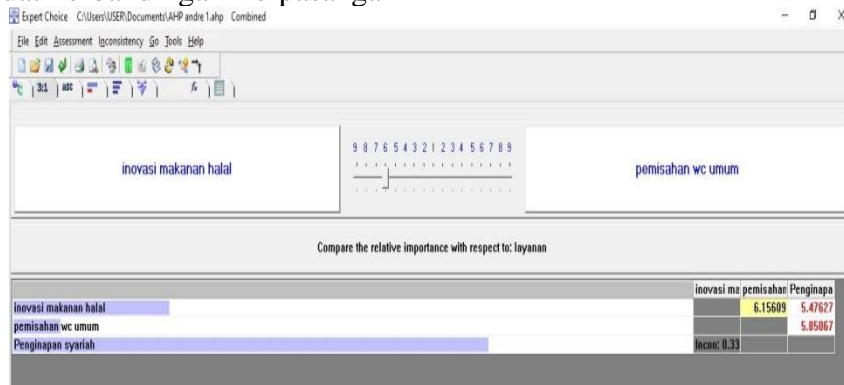 Expert Choice C:\Users\USER\Documents\AHP andre 1.ahp Combined
File Edit Assessment Inconsistency Go Tools Help
3:1 ABC
inovasi makanan halal
9 8 7 6 5 4 3 2 1 2 3 4 5 6 7 8 9
pemisahan wc umum
Compare the relative importance with respect to: layanan
inovasi ma pemisahan Penginapa
inovasi makanan halal 6.15609 5.47627
pemisahan wc umum 5.85067
Penginapan syariah Incon: 0.33